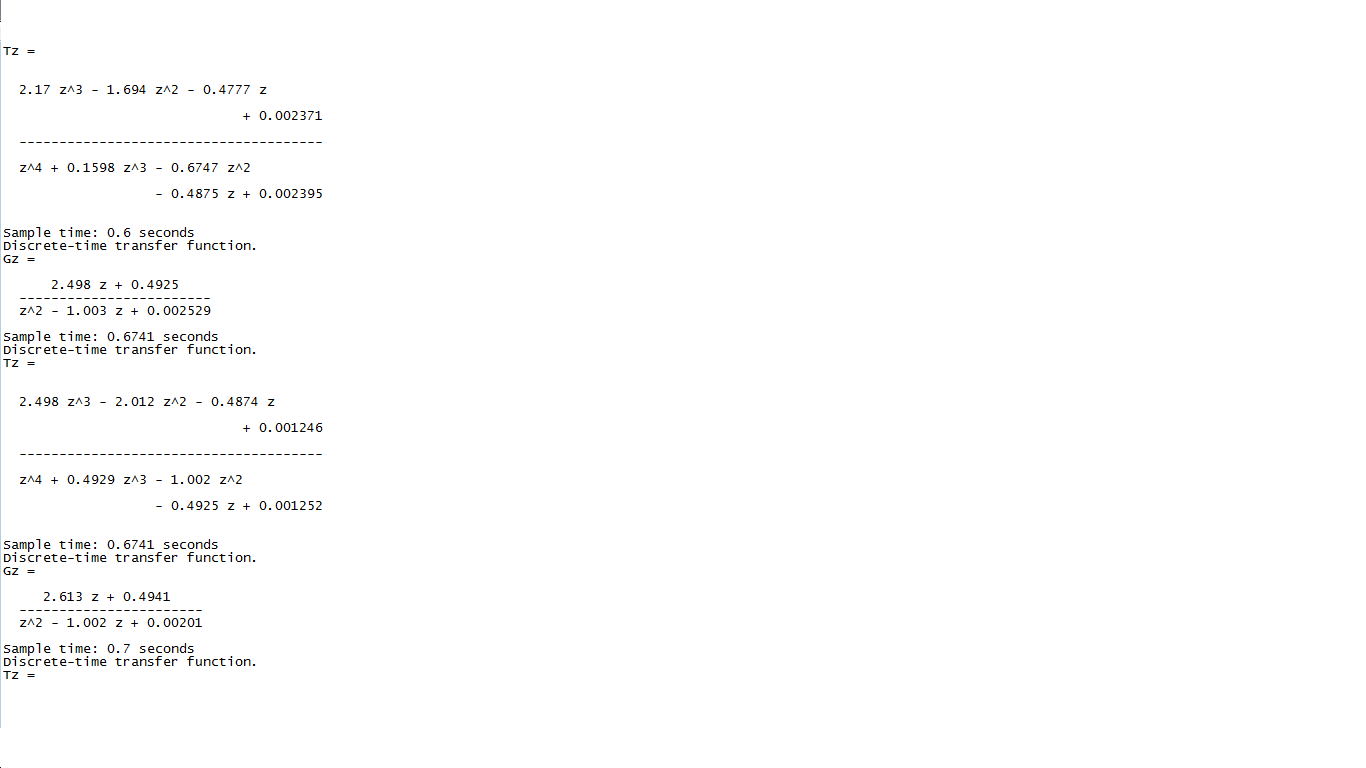 Tz =
2.17 z^3 - 1.694 z^2 - 0.4777 z
+ 0.002371
--------------------------------------
z^4 + 0.1598 z^3 - 0.6747 z^2
- 0.4875 z + 0.002395
Sample time: 0.6 seconds
Discrete-time transfer function.
Gz =
2.498 z + 0.4925
------------------------
z^2 - 1.003 z + 0.002529
Sample time: 0.6741 seconds
Discrete-time transfer function.
Tz =
2.498 z^3 - 2.012 z^2 - 0.4874 z
+ 0.001246
--------------------------------------
z^4 + 0.4929 z^3 - 1.002 z^2
- 0.4925 z + 0.001252
Sample time: 0.6741 seconds
Discrete-time transfer function.
Gz =
2.613 z + 0.4941
-----------------------
z^2 - 1.002 z + 0.00201
Sample time: 0.7 seconds
Discrete-time transfer function.
Tz =